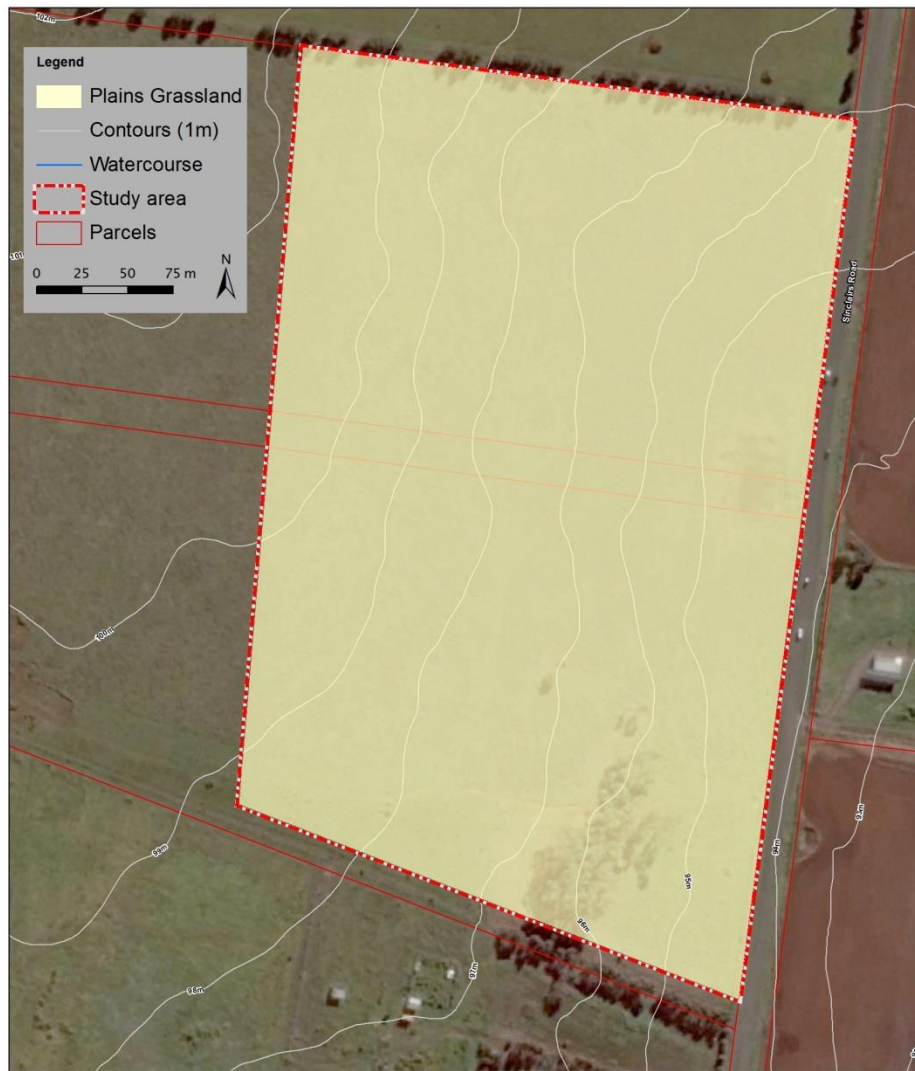 102m
Legend
Plains Grassland
Contours (1m)
Watercourse
Study area
Parcels
0 25 50 75 m
N
Sinclairs Road
100m
99m
98m
97m
96m
95m
94m
93m